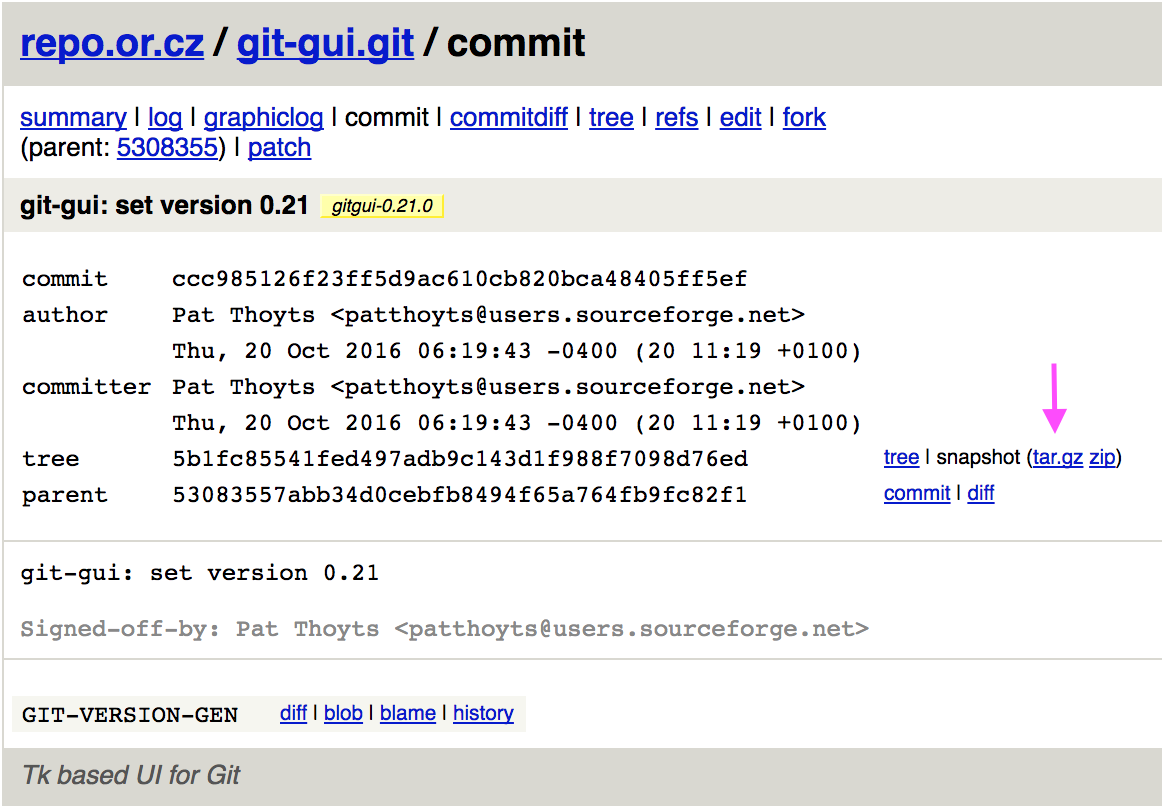 repo.or.cz / git-gui.git / commit
summary | log | graphiclog | commit | commitdiff | tree | refs | edit | fork
(parent: 5308355) | patch
git-gui: set version 0.21 gitgui-0.21.0
commit ccc985126f23ff5d9ac610cb820bca48405ff5ef
author Pat Thoyts <patthoyts@users.sourceforge.net>
Thu, 20 Oct 2016 06:19:43 -0400 (20 11:19 +0100)
committer Pat Thoyts <patthoyts@users.sourceforge.net>
Thu, 20 Oct 2016 06:19:43 -0400 (20 11:19 +0100)
tree 5b1fc85541fed497adb9c143d1f988f7098d76ed tree | snapshot (tar.gz zip)
parent 53083557abb34d0cebfb8494f65a764fb9fc82f1 commit | diff
git-gui: set version 0.21
Signed-off-by: Pat Thoyts <patthoyts@users.sourceforge.net>
GIT-VERSION-GEN diff | blob | blame | history
Tk based UI for Git